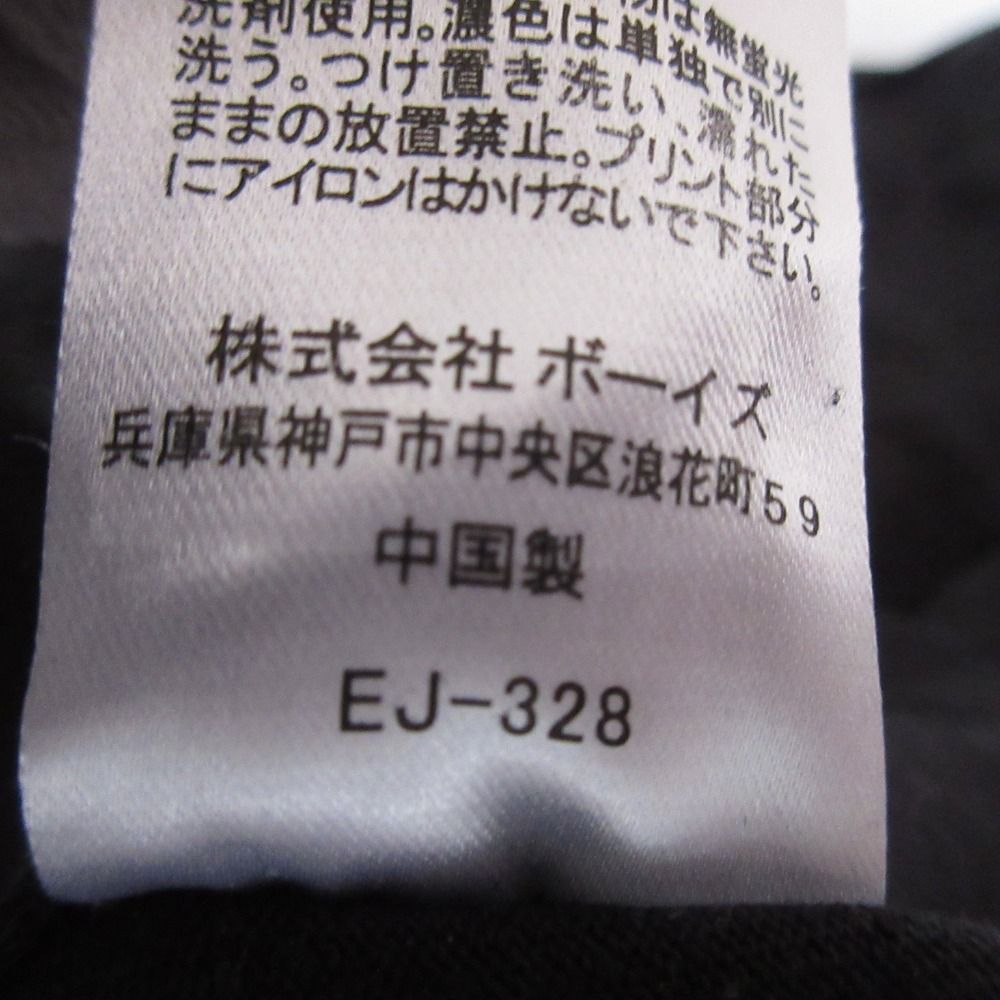 は無蛍光
洗剤使用。濃色は単独で別に
洗う。つけ置き洗い、濡れた
ままの放置禁止。プリント部分
にアイロンはかけないで下さい。
株式会社 ボーイズ
兵庫県神戸市中央区浪花町59
中国製
EJ-328